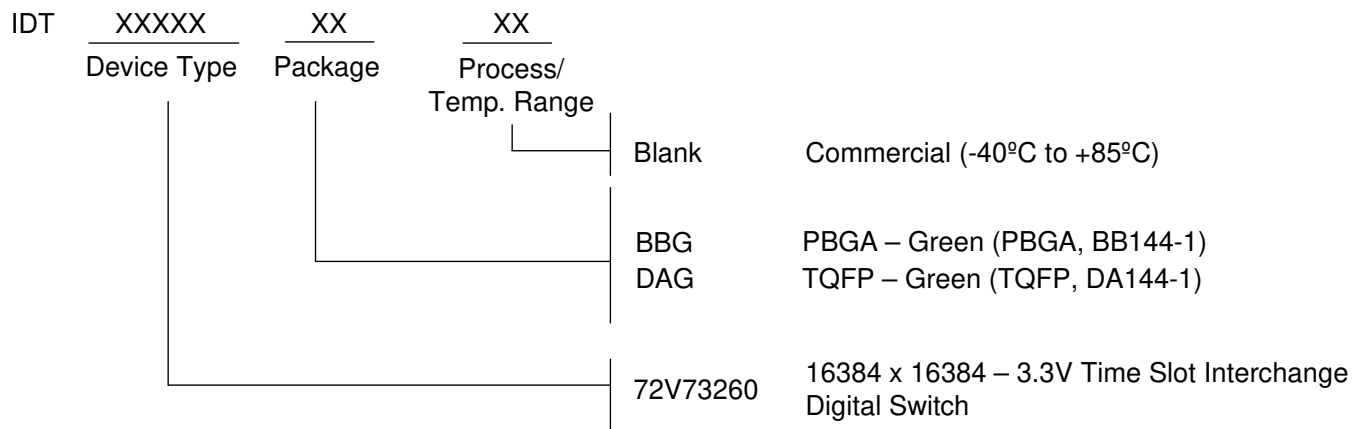 IDT XXXXX XX XX
Device Type Package Process/
Temp. Range
Blank Commercial (-40ºC to +85ºC)
BBG PBGA – Green (PBGA, BB144-1)
DAG TQFP – Green (TQFP, DA144-1)
72V73260 16384 x 16384 – 3.3V Time Slot Interchange
Digital Switch